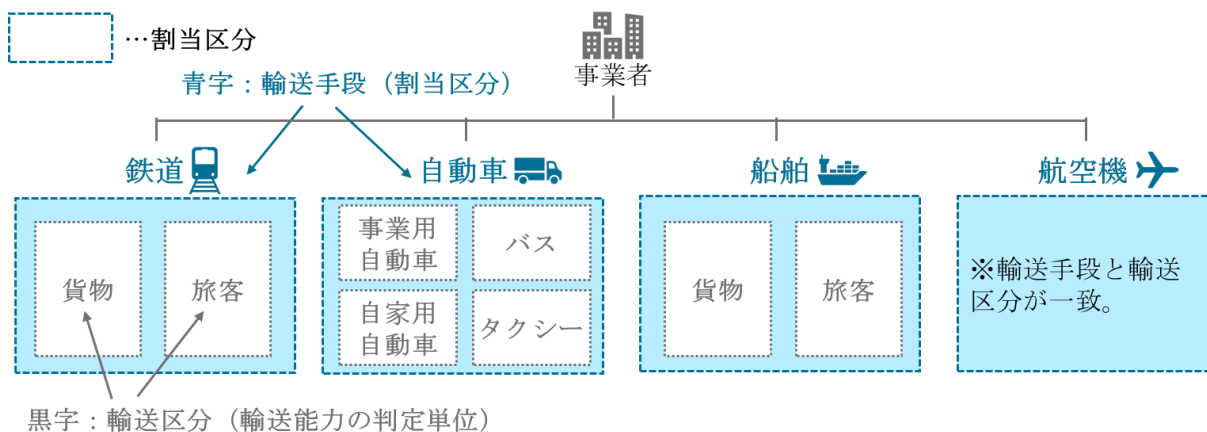 …割当区分
事業者
青字：輸送手段（割当区分）
鉄道
自動車
船舶
航空機
貨物
旅客
事業用
自動車
バス
自家用
自動車
タクシー
貨物
旅客
※輸送手段と輸送
区分が一致。
黒字：輸送区分（輸送能力の判定単位）